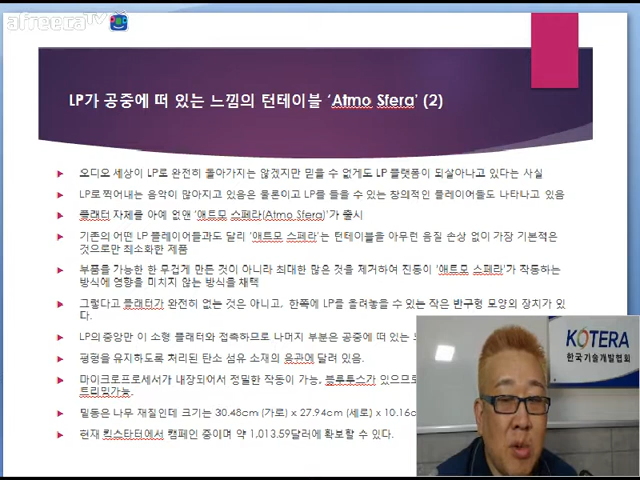 afreecaTV
LP가 공중에 떠 있는 느낌의 턴테이블 ‘Atmo Sfera’ (2)
오디오 세상이 LP로 완전히 돌아가지는 않겠지만 믿을 수 없게도 LP 플랫폼이 되살아나고 있다는 사실
LP로 찍어내는 음악이 많아지고 있음은 물론이고 LP를 들을 수 있는 창의적인 플레이어들도 나타나고 있음
플래터 자체를 아예 없앤 ‘애트모 스페라(Atmo Sfera)’가 출시
기존의 어떤 LP 플레이어들과도 달리 ‘애트모 스페라’는 턴테이블을 아무런 음질 손상 없이 가장 기본적은
것으로만 최소화한 제품
부품을 가능한 한 무겁게 만든 것이 아니라 최대한 많은 것을 제거하여 진동이 ‘애트모 스페라’가 작동하는
방식에 영향을 미치지 않는 방식을 채택
그렇다고 플래터가 완전히 없는 것은 아니고, 한쪽에 LP를 올려놓을 수 있는 작은 반구형 모양의 장치가 있
다.
LP의 중앙만 이 소형 플래터와 접촉하므로 나머지 부분은 공중에 떠 있는
평형을 유지하도록 처리된 탄소 섬유 소재의 음관에 달려 있음.
마이크로프로세서가 내장되어서 정밀한 작동이 가능, 블루투스가 있으므로
트리밍가능.
밑동은 나무 재질인데 크기는 30.48cm (가로) x 27.94cm (세로) x 10.16c
현재 킥스타터에서 캠페인 중이며 약 1,013.59달러에 확보할 수 있다.
KOTERA
한국기술개발협회